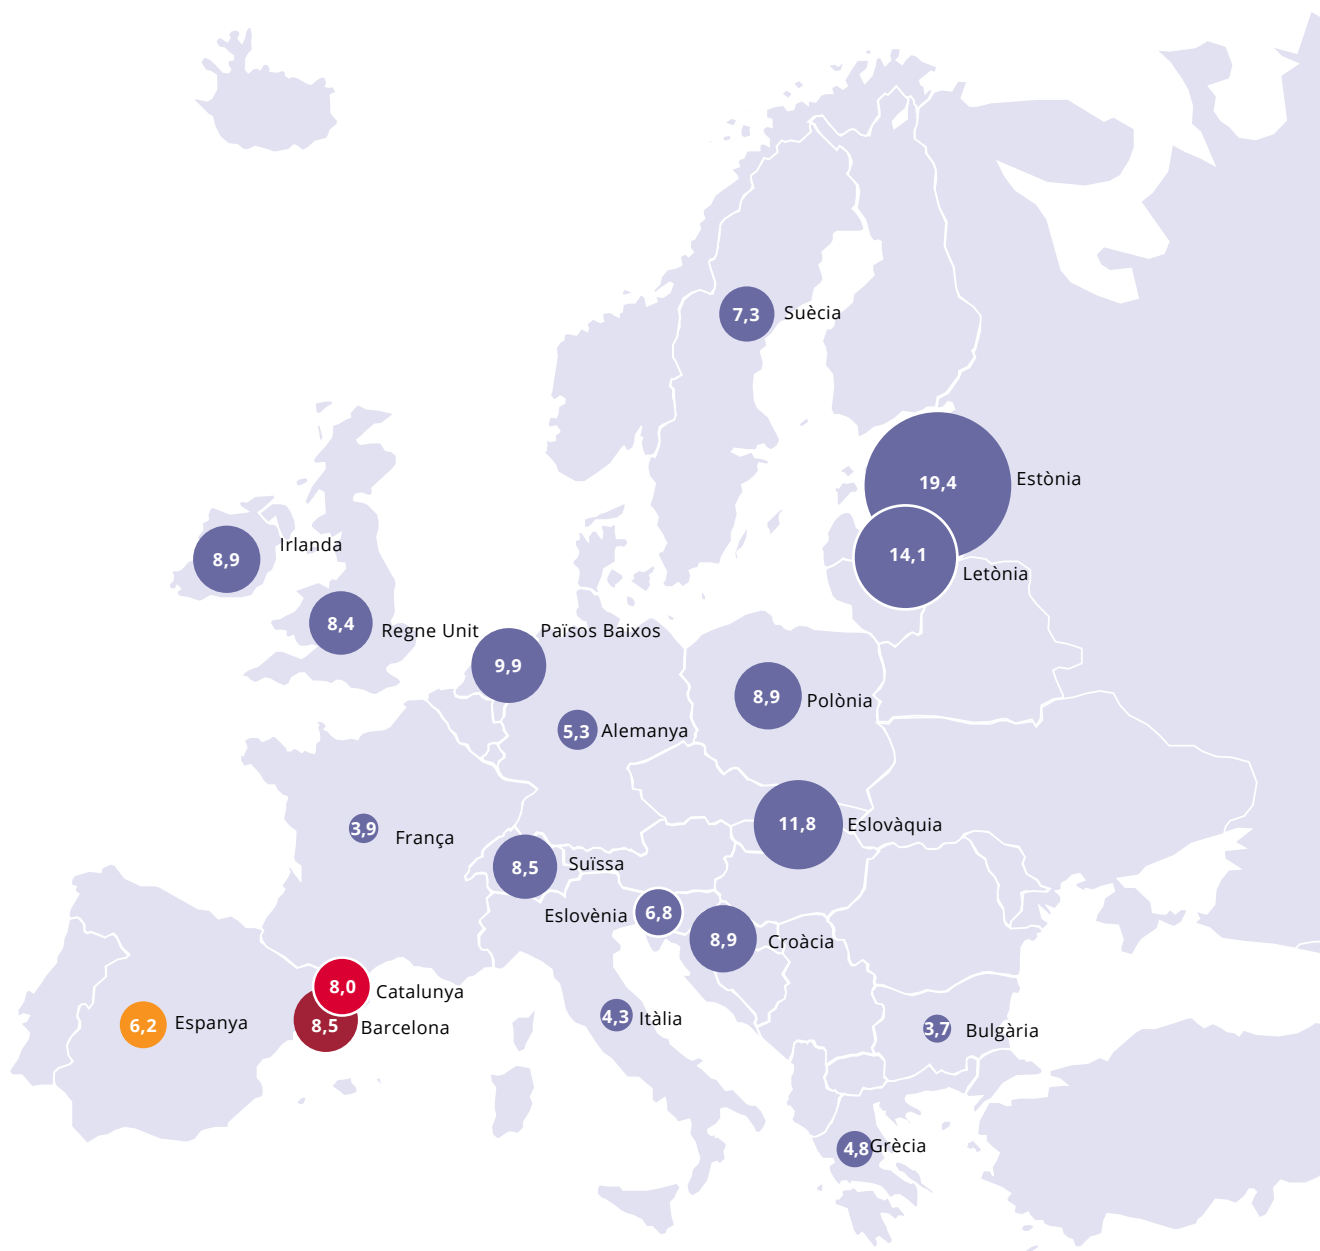 7,3
Suècia
19,4
Estònia
Irlanda
8,9
14,1
Letònia
8,4
Regne Unit
Països Baixos
9,9
8,9
Polònia
5,3
Alemanya
11,8
Eslovàquia
3,9
França
8,5
Suïssa
Eslovènia
6,8
8,9
Croàcia
8,0
Catalunya
6,2
Espanya
8,5
Barcelona
4,3
Itàlia
3,7
Bulgària
4,8
Grècia